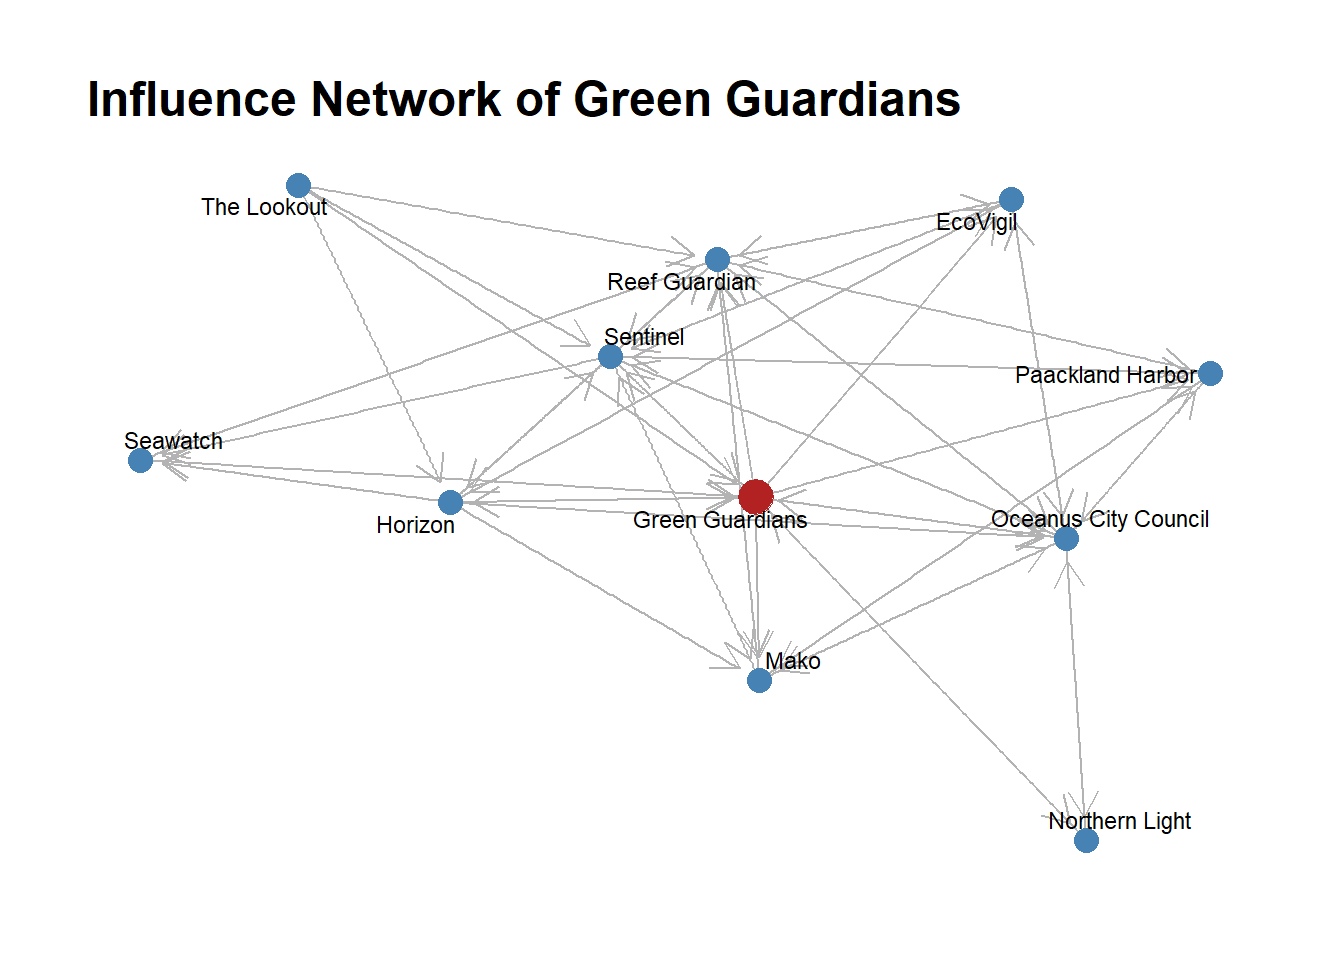 Influence Network of Green Guardians
The Lookout
EcoVigil
Reef Guardian
Sentinel
Paackland Harbor
Seawatch
Horizon
Green Guardians
Oceanus City Council
Mako
Northern Light